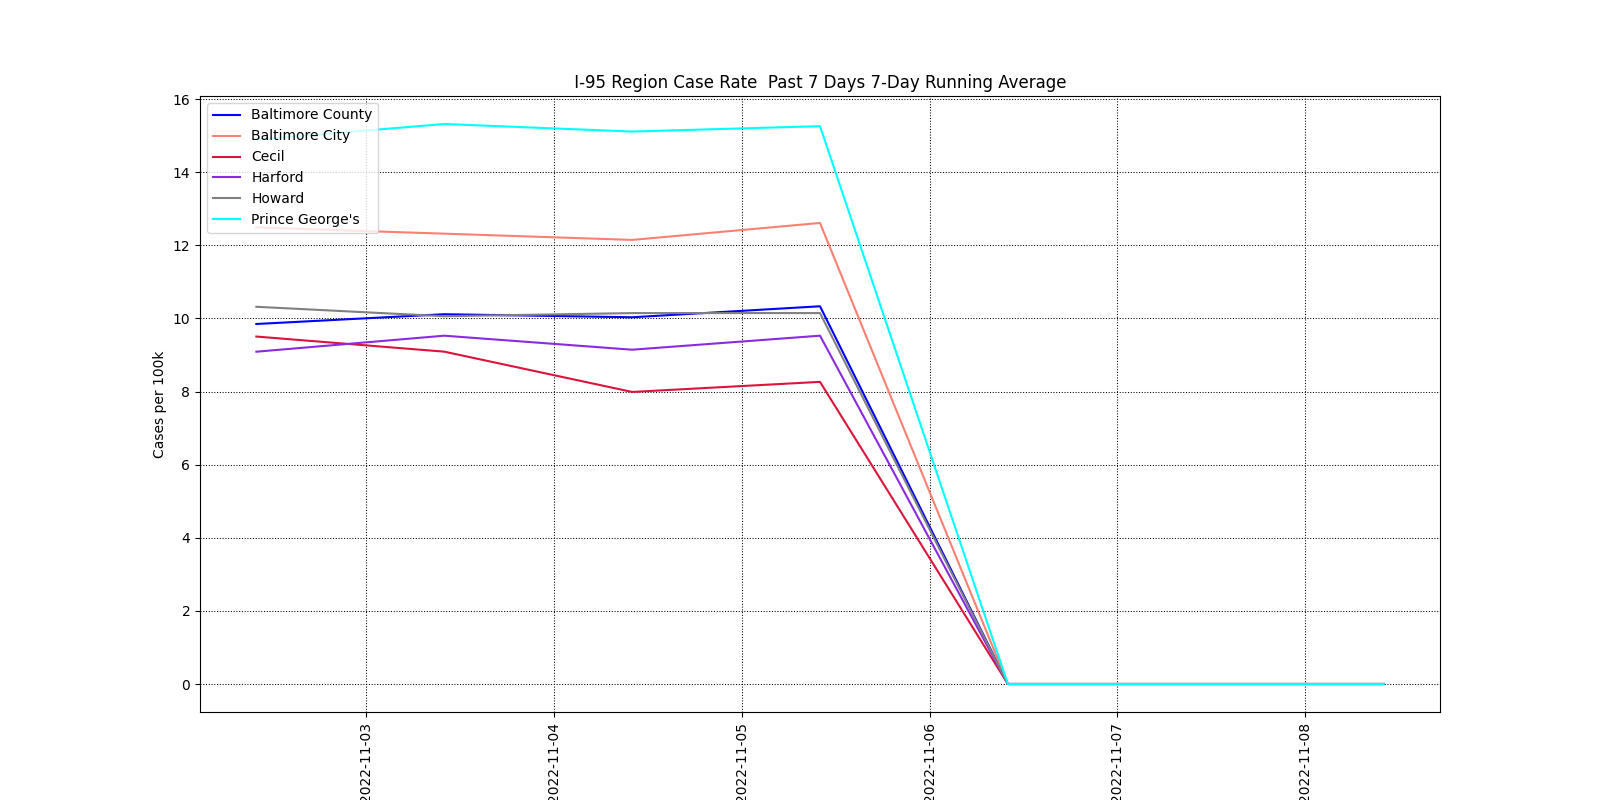 I-95 Region Case Rate  Past 7 Days 7-Day Running Average
16
14
12
10
8
6
4
2
0
Cases per 100k
Baltimore County
Baltimore City
Cecil
Harford
Howard
Prince George's
2022-11-03
2022-11-04
2022-11-05
2022-11-06
2022-11-07
2022-11-08